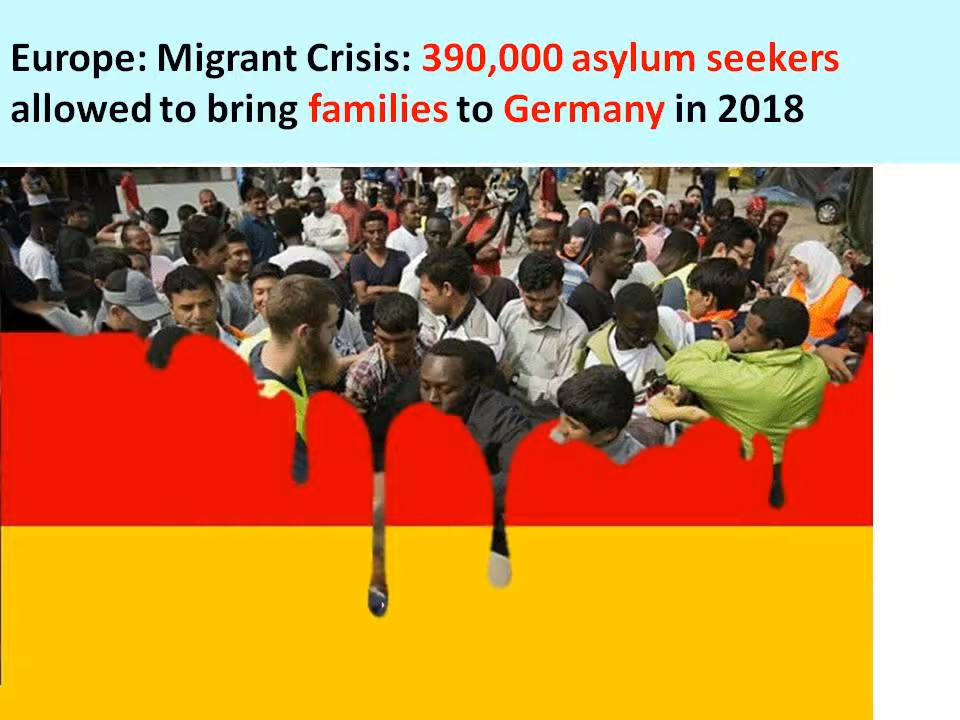 Europe: Migrant Crisis: 390,000 asylum seekers
allowed to bring families to Germany in 2018